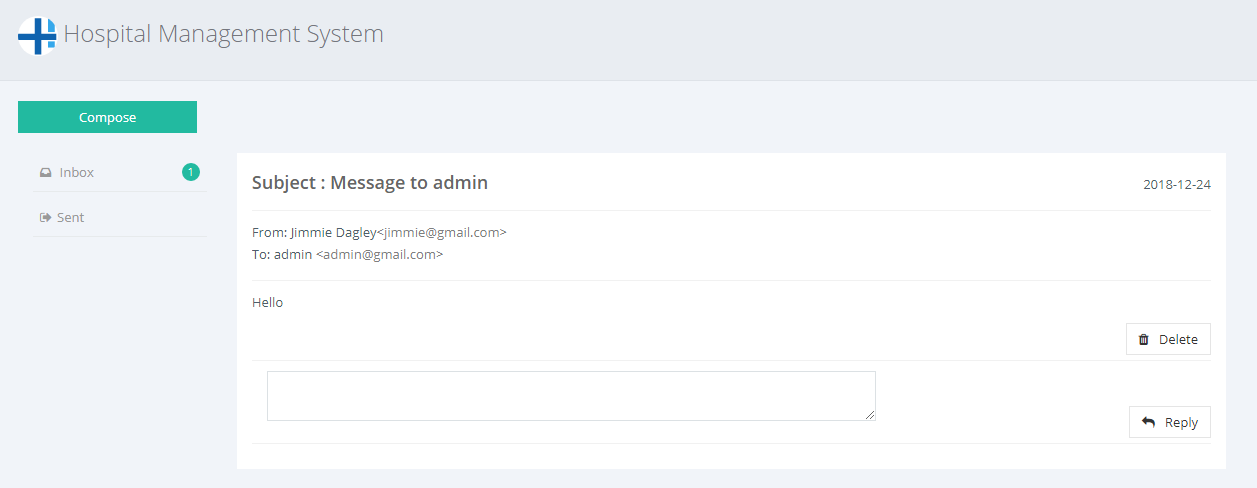 Hospital Management System
Compose
Inbox 1
Sent
Subject : Message to admin 2018-12-24
From: Jimmie Dagley<jimmie@gmail.com>
To: admin <admin@gmail.com>
Hello
Delete
Reply